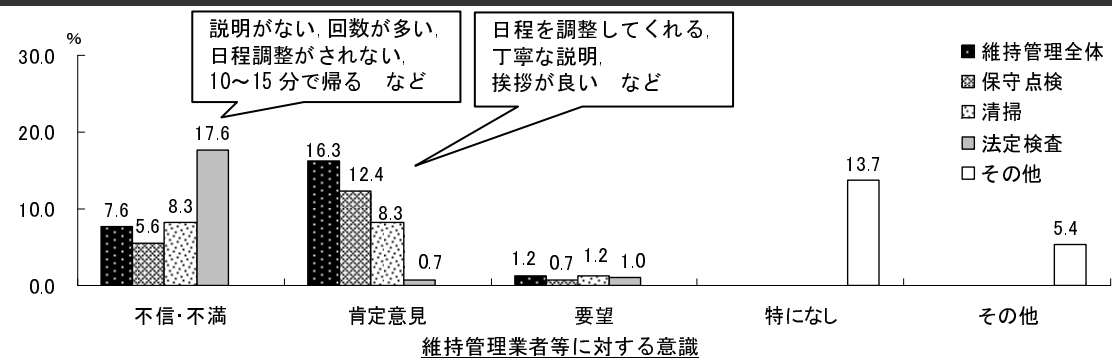 説明がない, 回数が多い,
日程調整がされない,
10～15分で帰る　など
日程を調整してくれる,
丁寧な説明,
挨拶が良い　など
%
30.0
20.0
10.0
0.0
7.6
5.6
8.3
17.6
16.3
12.4
8.3
0.7
1.2
0.7
1.2
1.0
13.7
5.4
維持管理全体
保守点検
清掃
法定検査
その他
不信・不満
肯定意見
要望
特になし
その他
維持管理業者等に対する意識